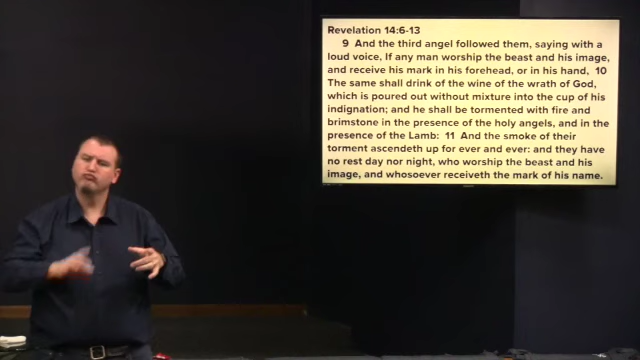 Revelation 14:6-13
9 And the third angel followed them, saying with a
loud voice, If any man worship the beast and his image,
and receive his mark in his forehead, or in his hand, 10
The same shall drink of the wine of the wrath of God,
which is poured out without mixture into the cup of his
indignation; and he shall be tormented with fire and
brimstone in the presence of the holy angels, and in the
presence of the Lamb: 11 And the smoke of their
torment ascendeth up for ever and ever: and they have
no rest day nor night, who worship the beast and his
image, and whosoever receiveth the mark of his name.